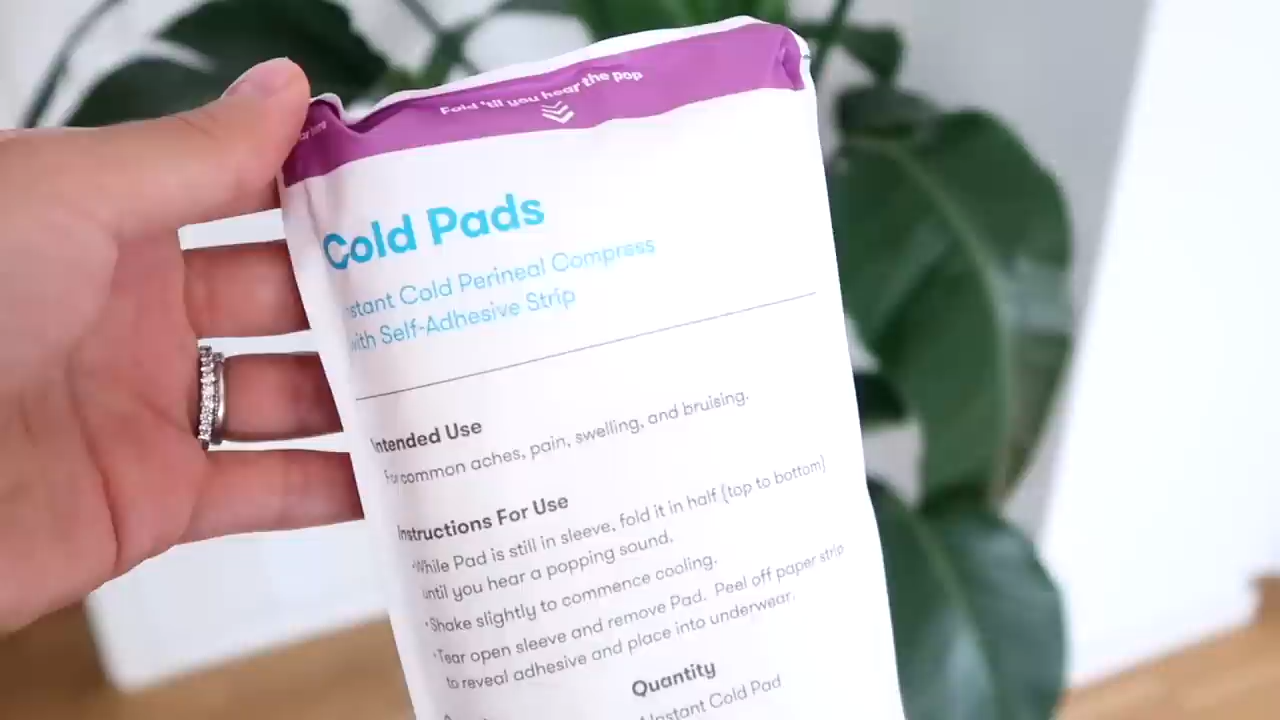 Fold 'til you hear the pop
Cold Pads
stant Cold Perineal Compress
with Self-Adhesive Strip
Intended Use
For common aches, pain, swelling, and bruising.
Instructions For Use
•While Pad is still in sleeve, fold it in half (top to bottom)
until you hear a popping sound.
•Shake slightly to commence cooling.
•Tear open sleeve and remove Pad. Peel off paper strip
to reveal adhesive and place into underwear.
Quantity
Instant Cold Pad